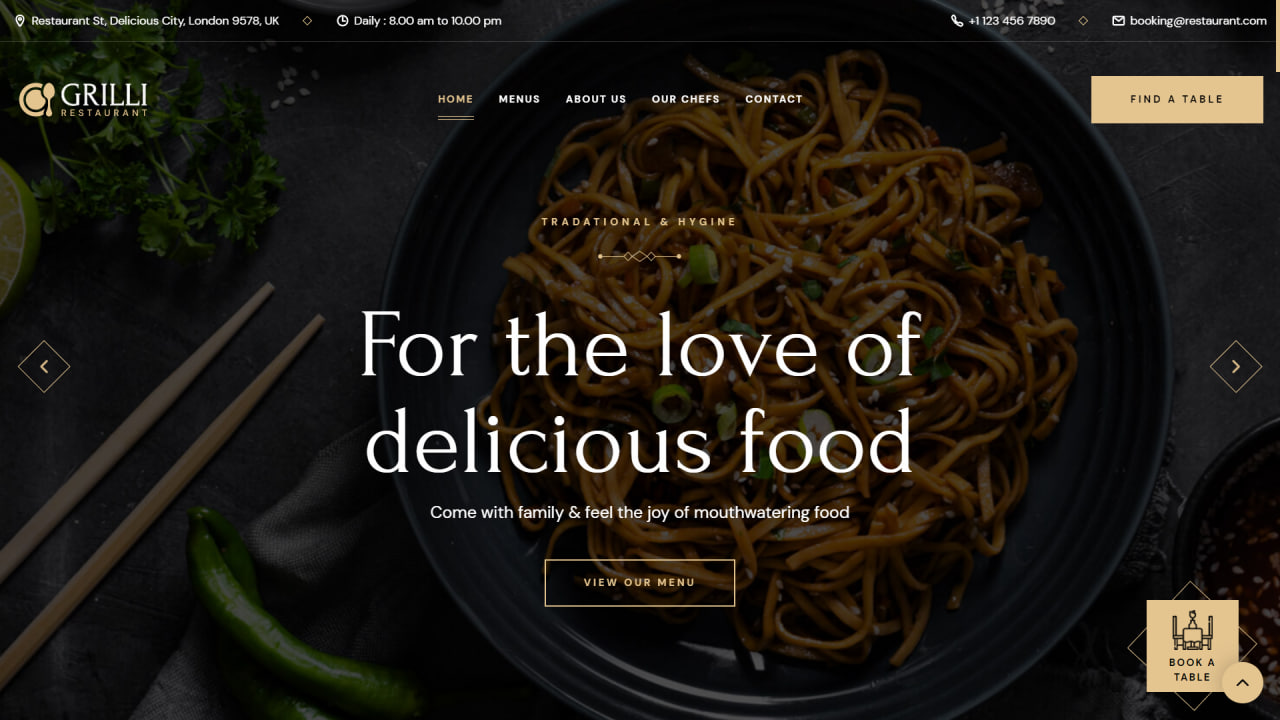 Restaurant St, Delicious City, London 9578, UK
Daily : 8.00 am to 10.00 pm
+1 123 456 7890
booking@restaurant.com
GRILLI
RESTAURANT
HOME
MENUS
ABOUT US
OUR CHEFS
CONTACT
FIND A TABLE
TRADATIONAL & HYGINE
For the love of
delicious food
Come with family & feel the joy of mouthwatering food
VIEW OUR MENU
BOOK A
TABLE